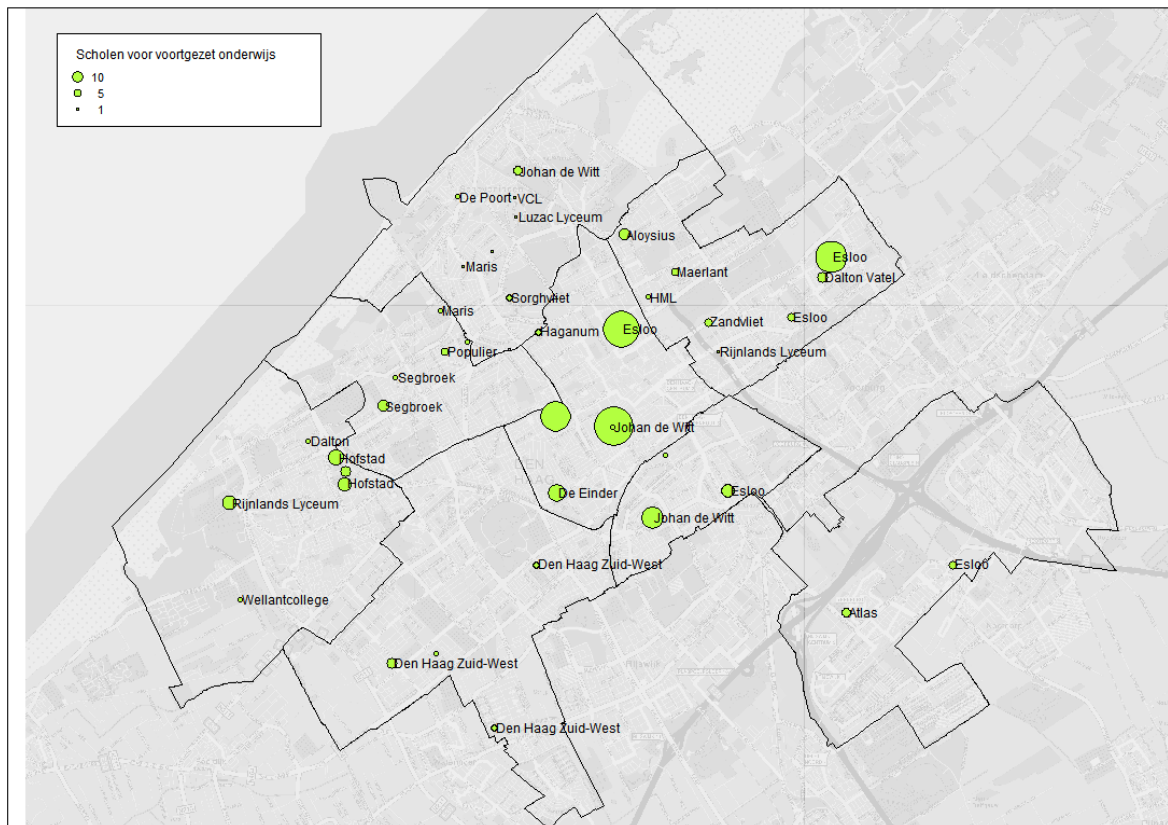 Scholen voor voortgezet onderwijs
10
5
1
Johan de Witt
De Poort
VCL
Luzac Lyceum
Aloysius
Esloo
Maris
Maerlant
Dalton Vatel
Sorghvliet
HML
Maris
Zandvliet
Esloo
Haganum
Esloo
Populier
Rijnlands Lyceum
Segbroek
Segbroek
Johan de Witt
Dalton
Hofstad
Hofstad
De Einder
Esloo
Rijnlands Lyceum
Johan de Witt
Den Haag Zuid-West
Esloo
Wellantcollege
Atlas
Den Haag Zuid-West
Den Haag Zuid-West